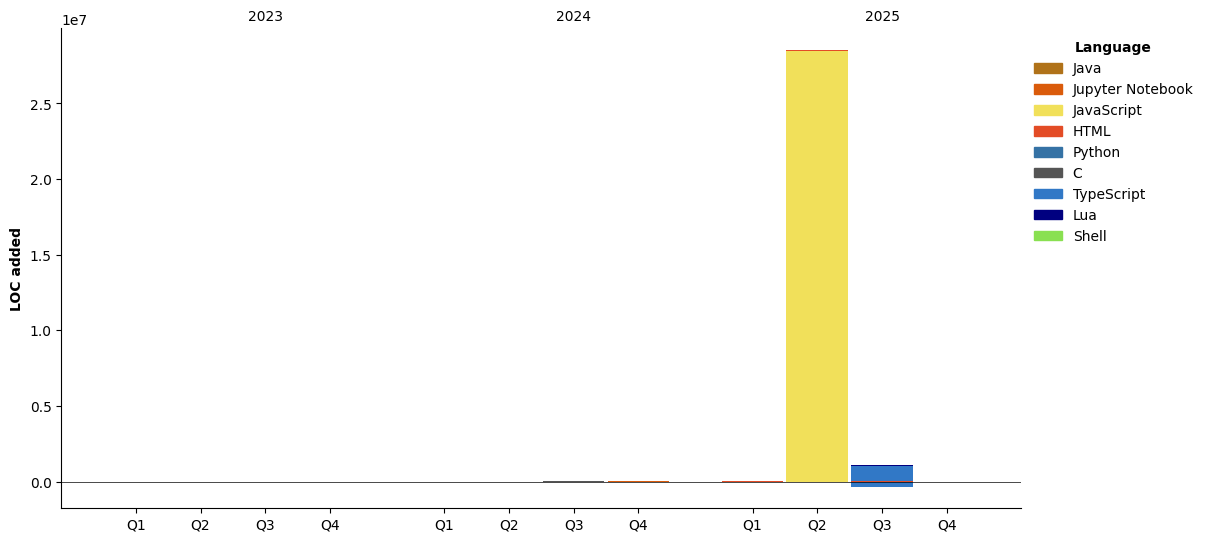 1e7
2023 2024 2025
2.5
2.0
1.5
1.0
0.5
0.0
LOC added
Q1 Q2 Q3 Q4 Q1 Q2 Q3 Q4 Q1 Q2 Q3 Q4
Language
Java
Jupyter Notebook
JavaScript
HTML
Python
C
TypeScript
Lua
Shell